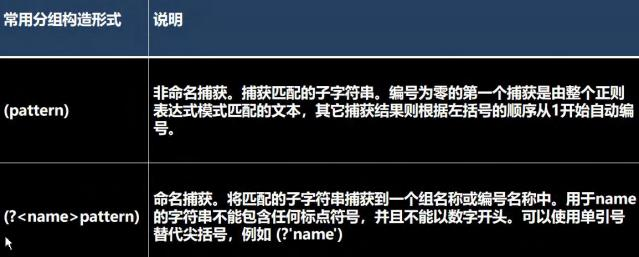 常用分组构造形式
说明
(pattern)
非命名捕获。捕获匹配的子字符串。编号为零的第一个捕获是由整个正则
表达式模式匹配的文本，其它捕获结果则根据左括号的顺序从1开始自动编
号。
(?<name>pattern)
命名捕获。将匹配的子字符串捕获到一个组名称或编号名称中。用于name
的字符串不能包含任何标点符号，并且不能以数字开头。可以使用单引号
替代尖括号，例如 (?'name')